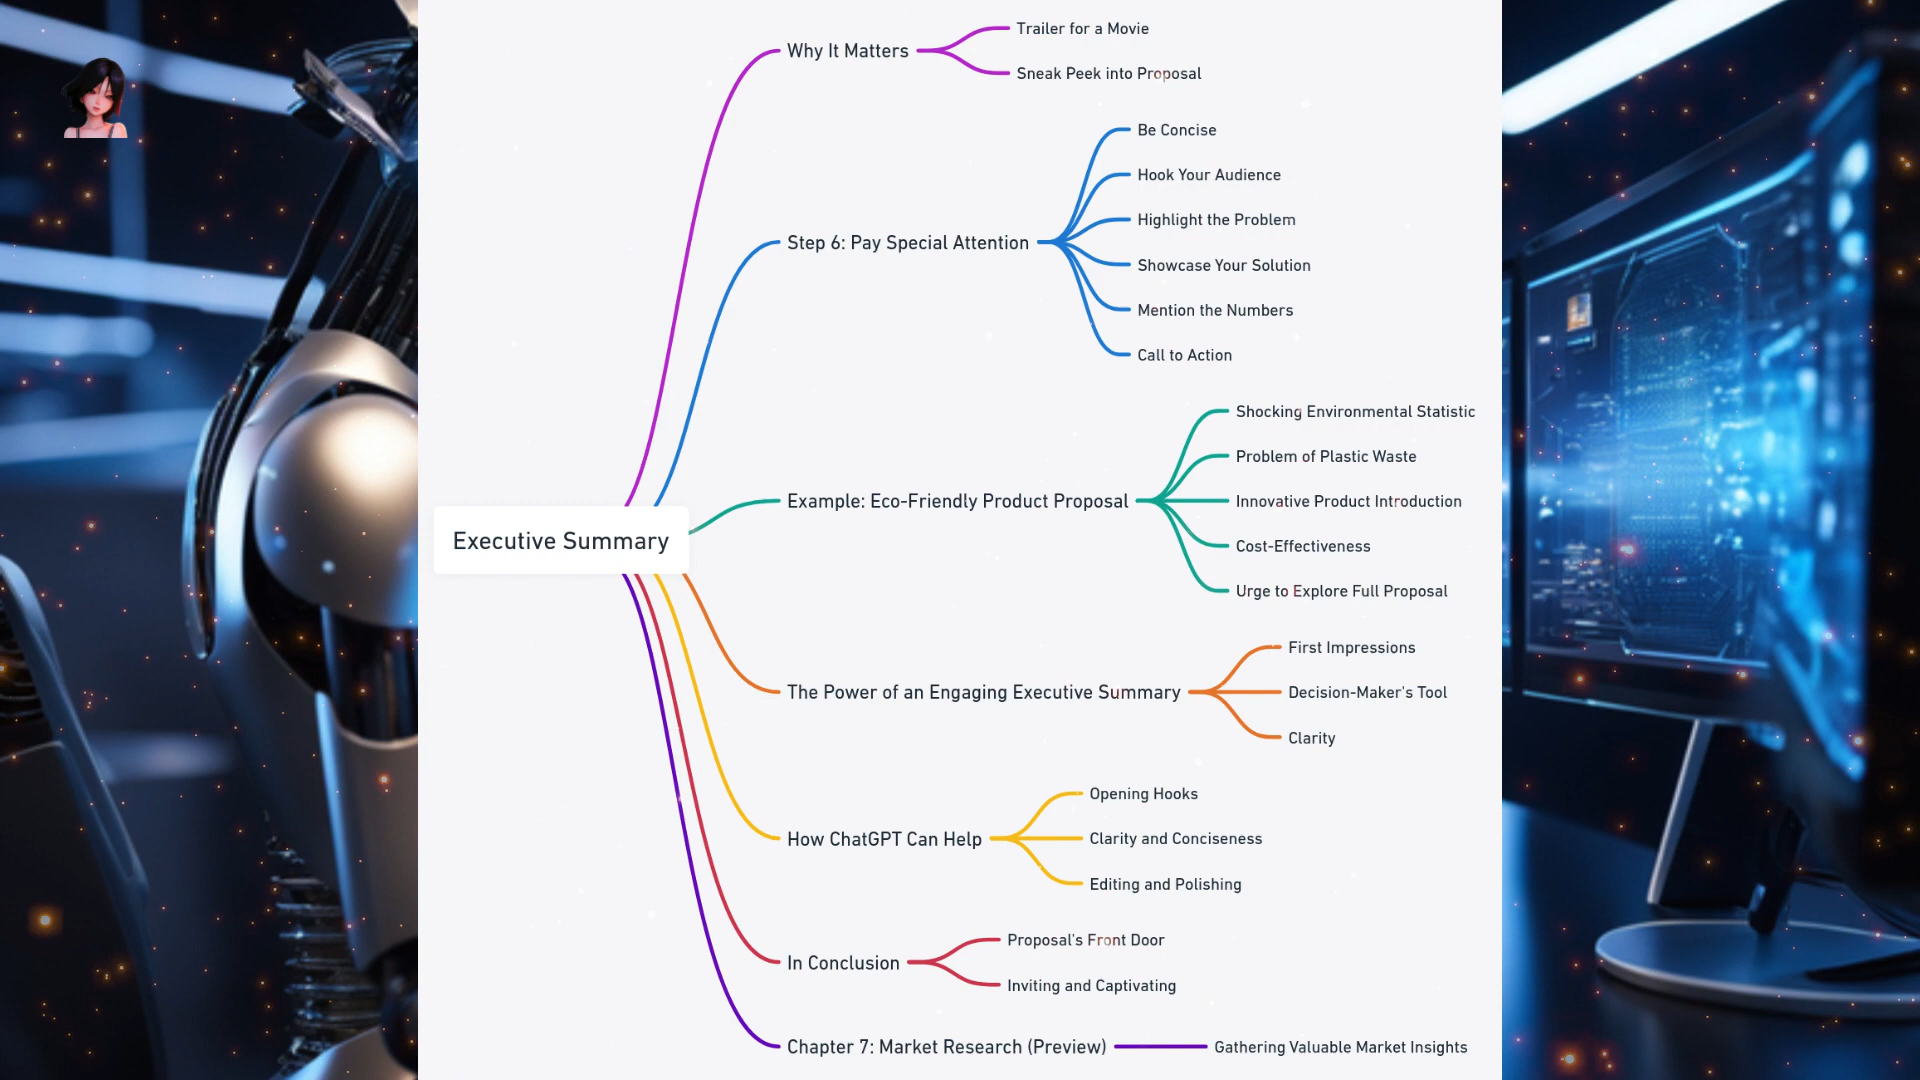 Executive Summary
Why It Matters
Trailer for a Movie
Sneak Peek into Proposal
Step 6: Pay Special Attention
Be Concise
Hook Your Audience
Highlight the Problem
Showcase Your Solution
Mention the Numbers
Call to Action
Example: Eco-Friendly Product Proposal
Shocking Environmental Statistic
Problem of Plastic Waste
Innovative Product Introduction
Cost-Effectiveness
Urge to Explore Full Proposal
The Power of an Engaging Executive Summary
First Impressions
Decision-Maker's Tool
Clarity
How ChatGPT Can Help
Opening Hooks
Clarity and Conciseness
Editing and Polishing
In Conclusion
Proposal's Front Door
Inviting and Captivating
Chapter 7: Market Research (Preview)
Gathering Valuable Market Insights